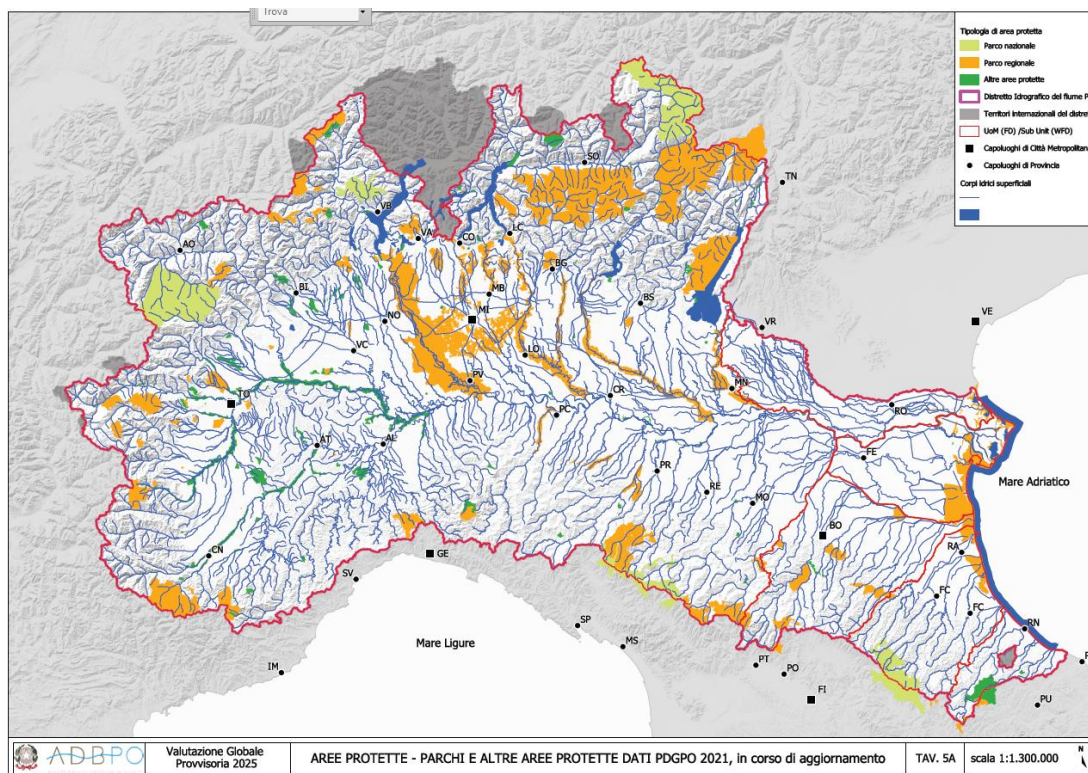 Trova
Tipologia di area protetta
Parco nazionale
Parco regionale
Altre aree protette
Distretto Idrografico del fiume P
Territori internazionali del distret
UoM (FD) /Sub Unit (WFD)
Capoluoghi di Città Metropolitan
Capoluoghi di Provincia
Corpi idrici superficiali
SO
TN
VB
VA
CO
LC
AO
BG
BI
MB
BS
NO
MI
VE
VR
VC
LO
PV
MN
TO
CR
PC
RO
AT
AL
FE
PR
RE
MO
Mare Adriatico
BO
CN
GE
RA
SV
FC
FC
SP
RN
Mare Ligure
MS
IM
PT
PO
FI
PU
ADBPO
Valutazione Globale
Provvisoria 2025
AREE PROTETTE - PARCHI E ALTRE AREE PROTETTE DATI PDGPO 2021, in corso di aggiornamento
TAV. 5A
scala 1:1.300.000
N